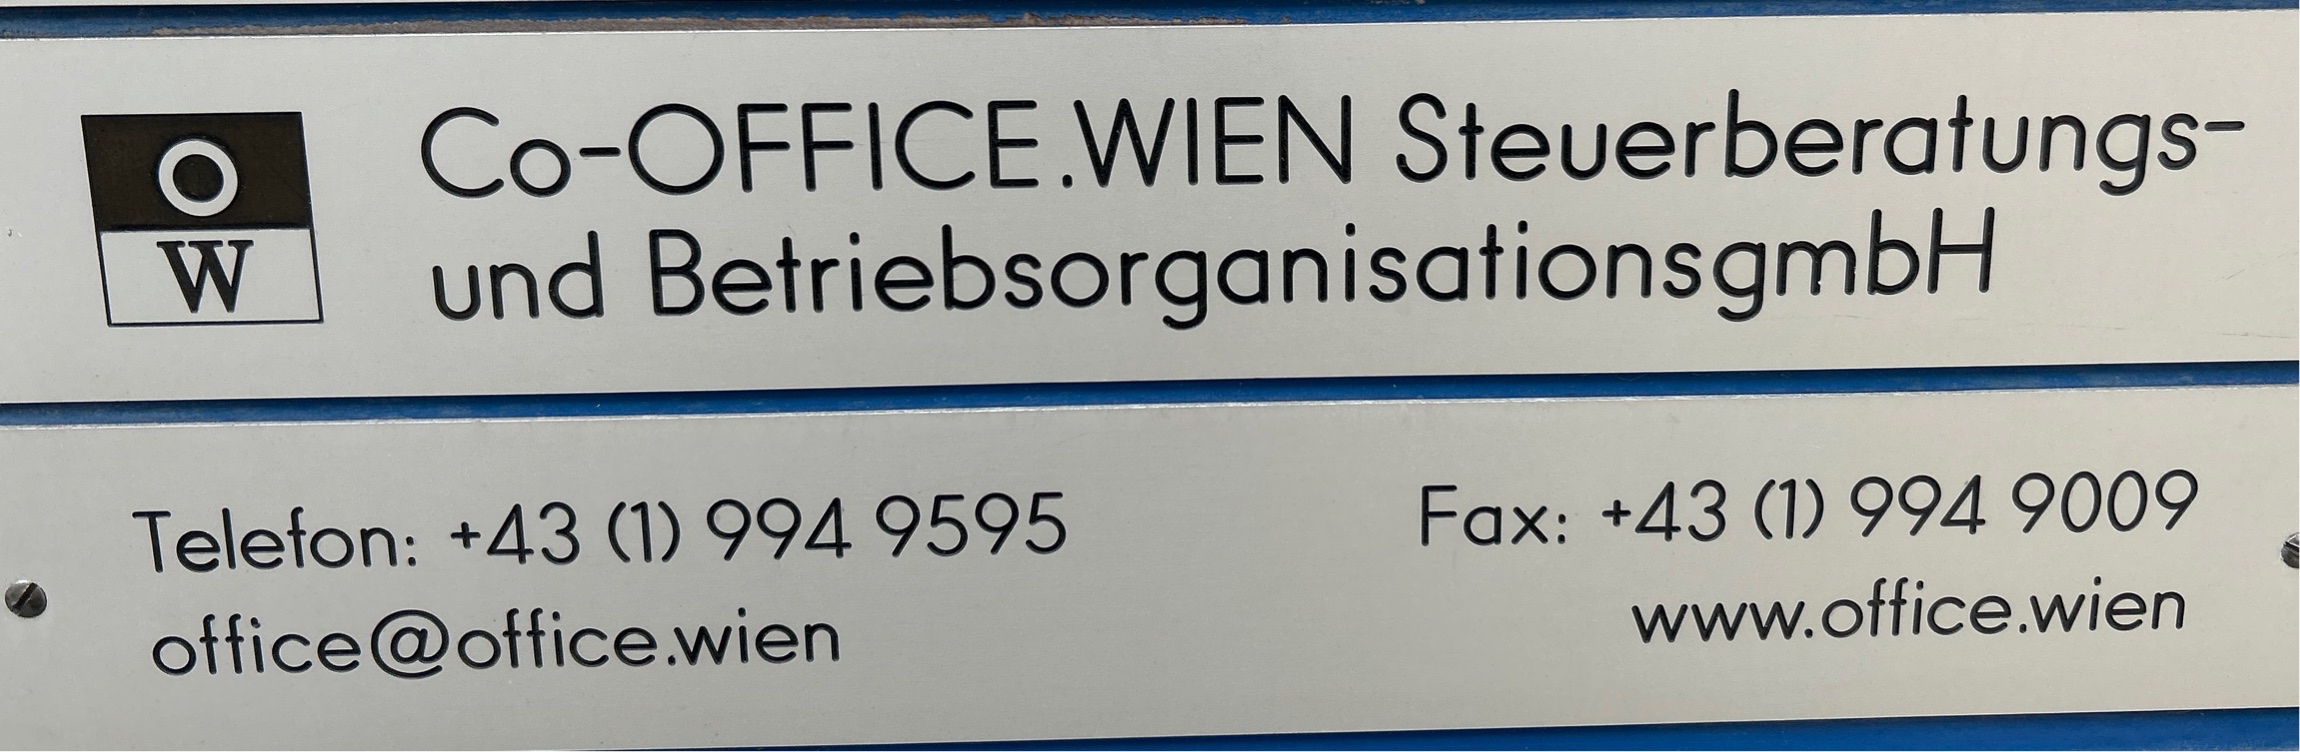 O
W
Co-OFFICE.WIEN Steuerberatungs-
und BetriebsorganisationsgmbH
Telefon: +43 (1) 994 9595
Fax: +43 (1) 994 9009
office@office.wien
www.office.wien